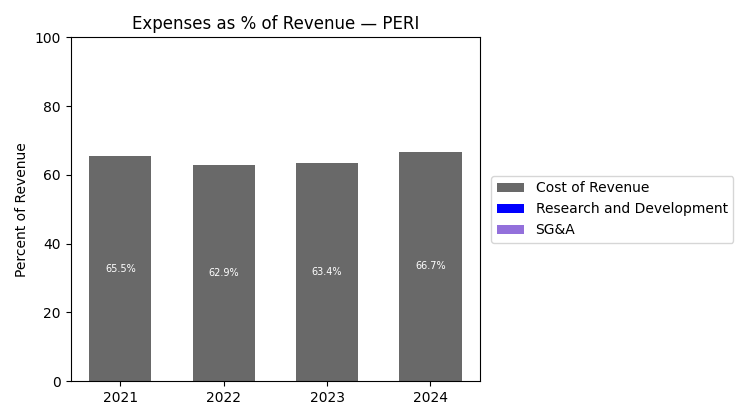 Expenses as % of Revenue — PERI
100
80
60
40
20
0
Percent of Revenue
65.5%
62.9%
63.4%
66.7%
2021
2022
2023
2024
Cost of Revenue
Research and Development
SG&A